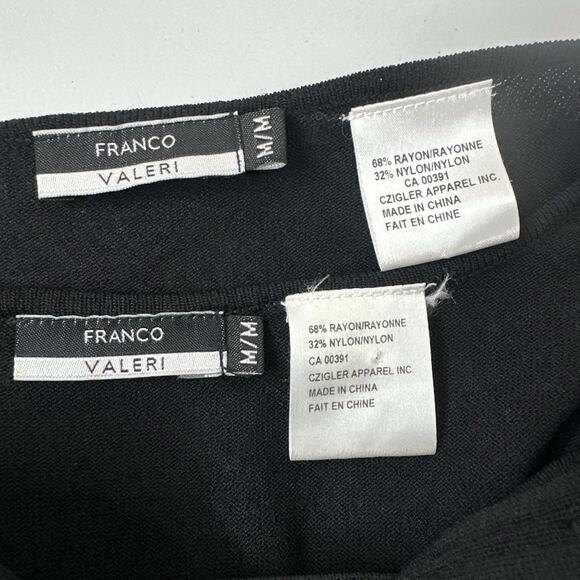 FRANCO
VALERI
M/M
68% RAYON/RAYONNE
32% NYLON/NYLON
CA 00391
CZIGLER APPAREL INC.
MADE IN CHINA
FAIT EN CHINE
FRANCO
VALERI
M/M
68% RAYON/RAYONNE
32% NYLON/NYLON
CA 00391
CZIGLER APPAREL INC.
MADE IN CHINA
FAIT EN CHINE